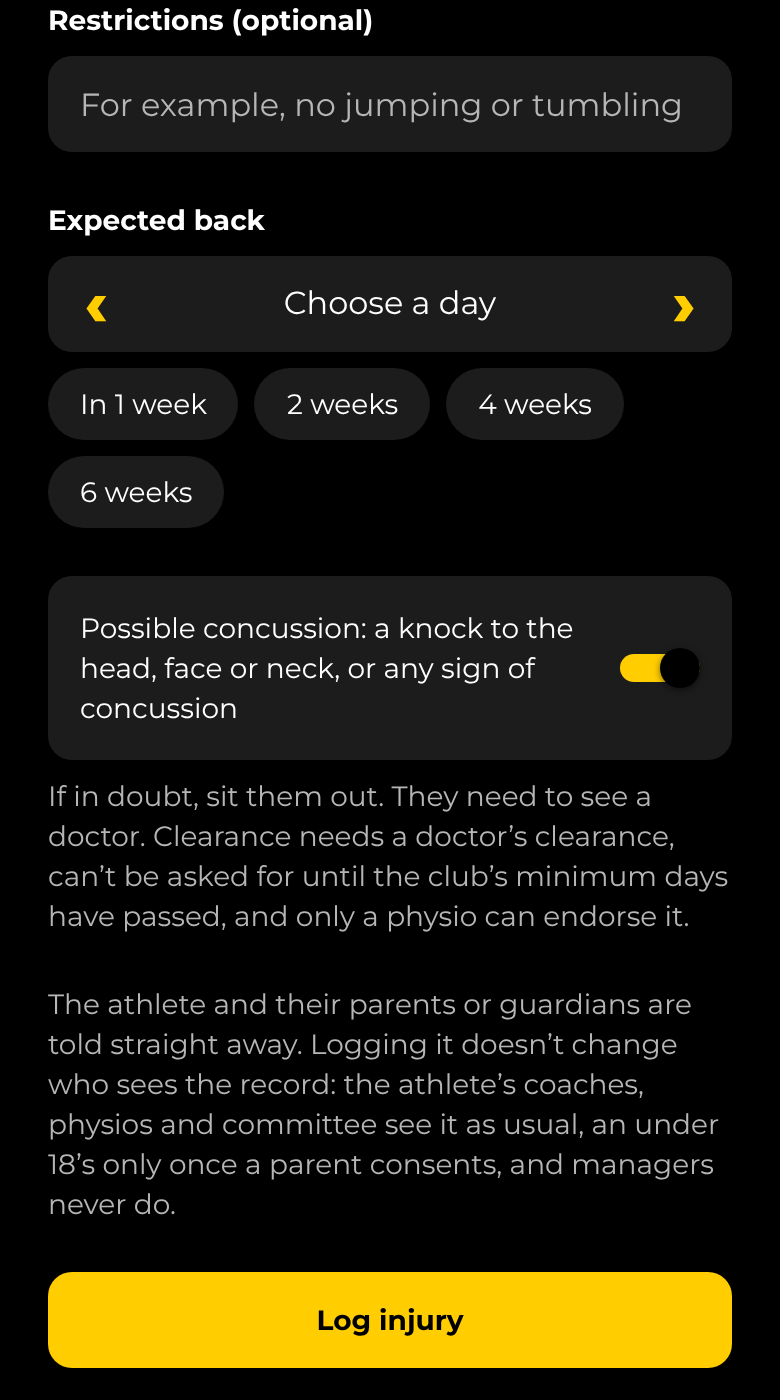 Restrictions (optional)
For example, no jumping or tumbling
Expected back
‹ Choose a day ›
In 1 week 2 weeks 4 weeks
6 weeks
Possible concussion: a knock to the
head, face or neck, or any sign of
concussion
If in doubt, sit them out. They need to see a
doctor. Clearance needs a doctor’s clearance,
can’t be asked for until the club’s minimum days
have passed, and only a physio can endorse it.
The athlete and their parents or guardians are
told straight away. Logging it doesn’t change
who sees the record: the athlete’s coaches,
physios and committee see it as usual, an under
18’s only once a parent consents, and managers
never do.
Log injury